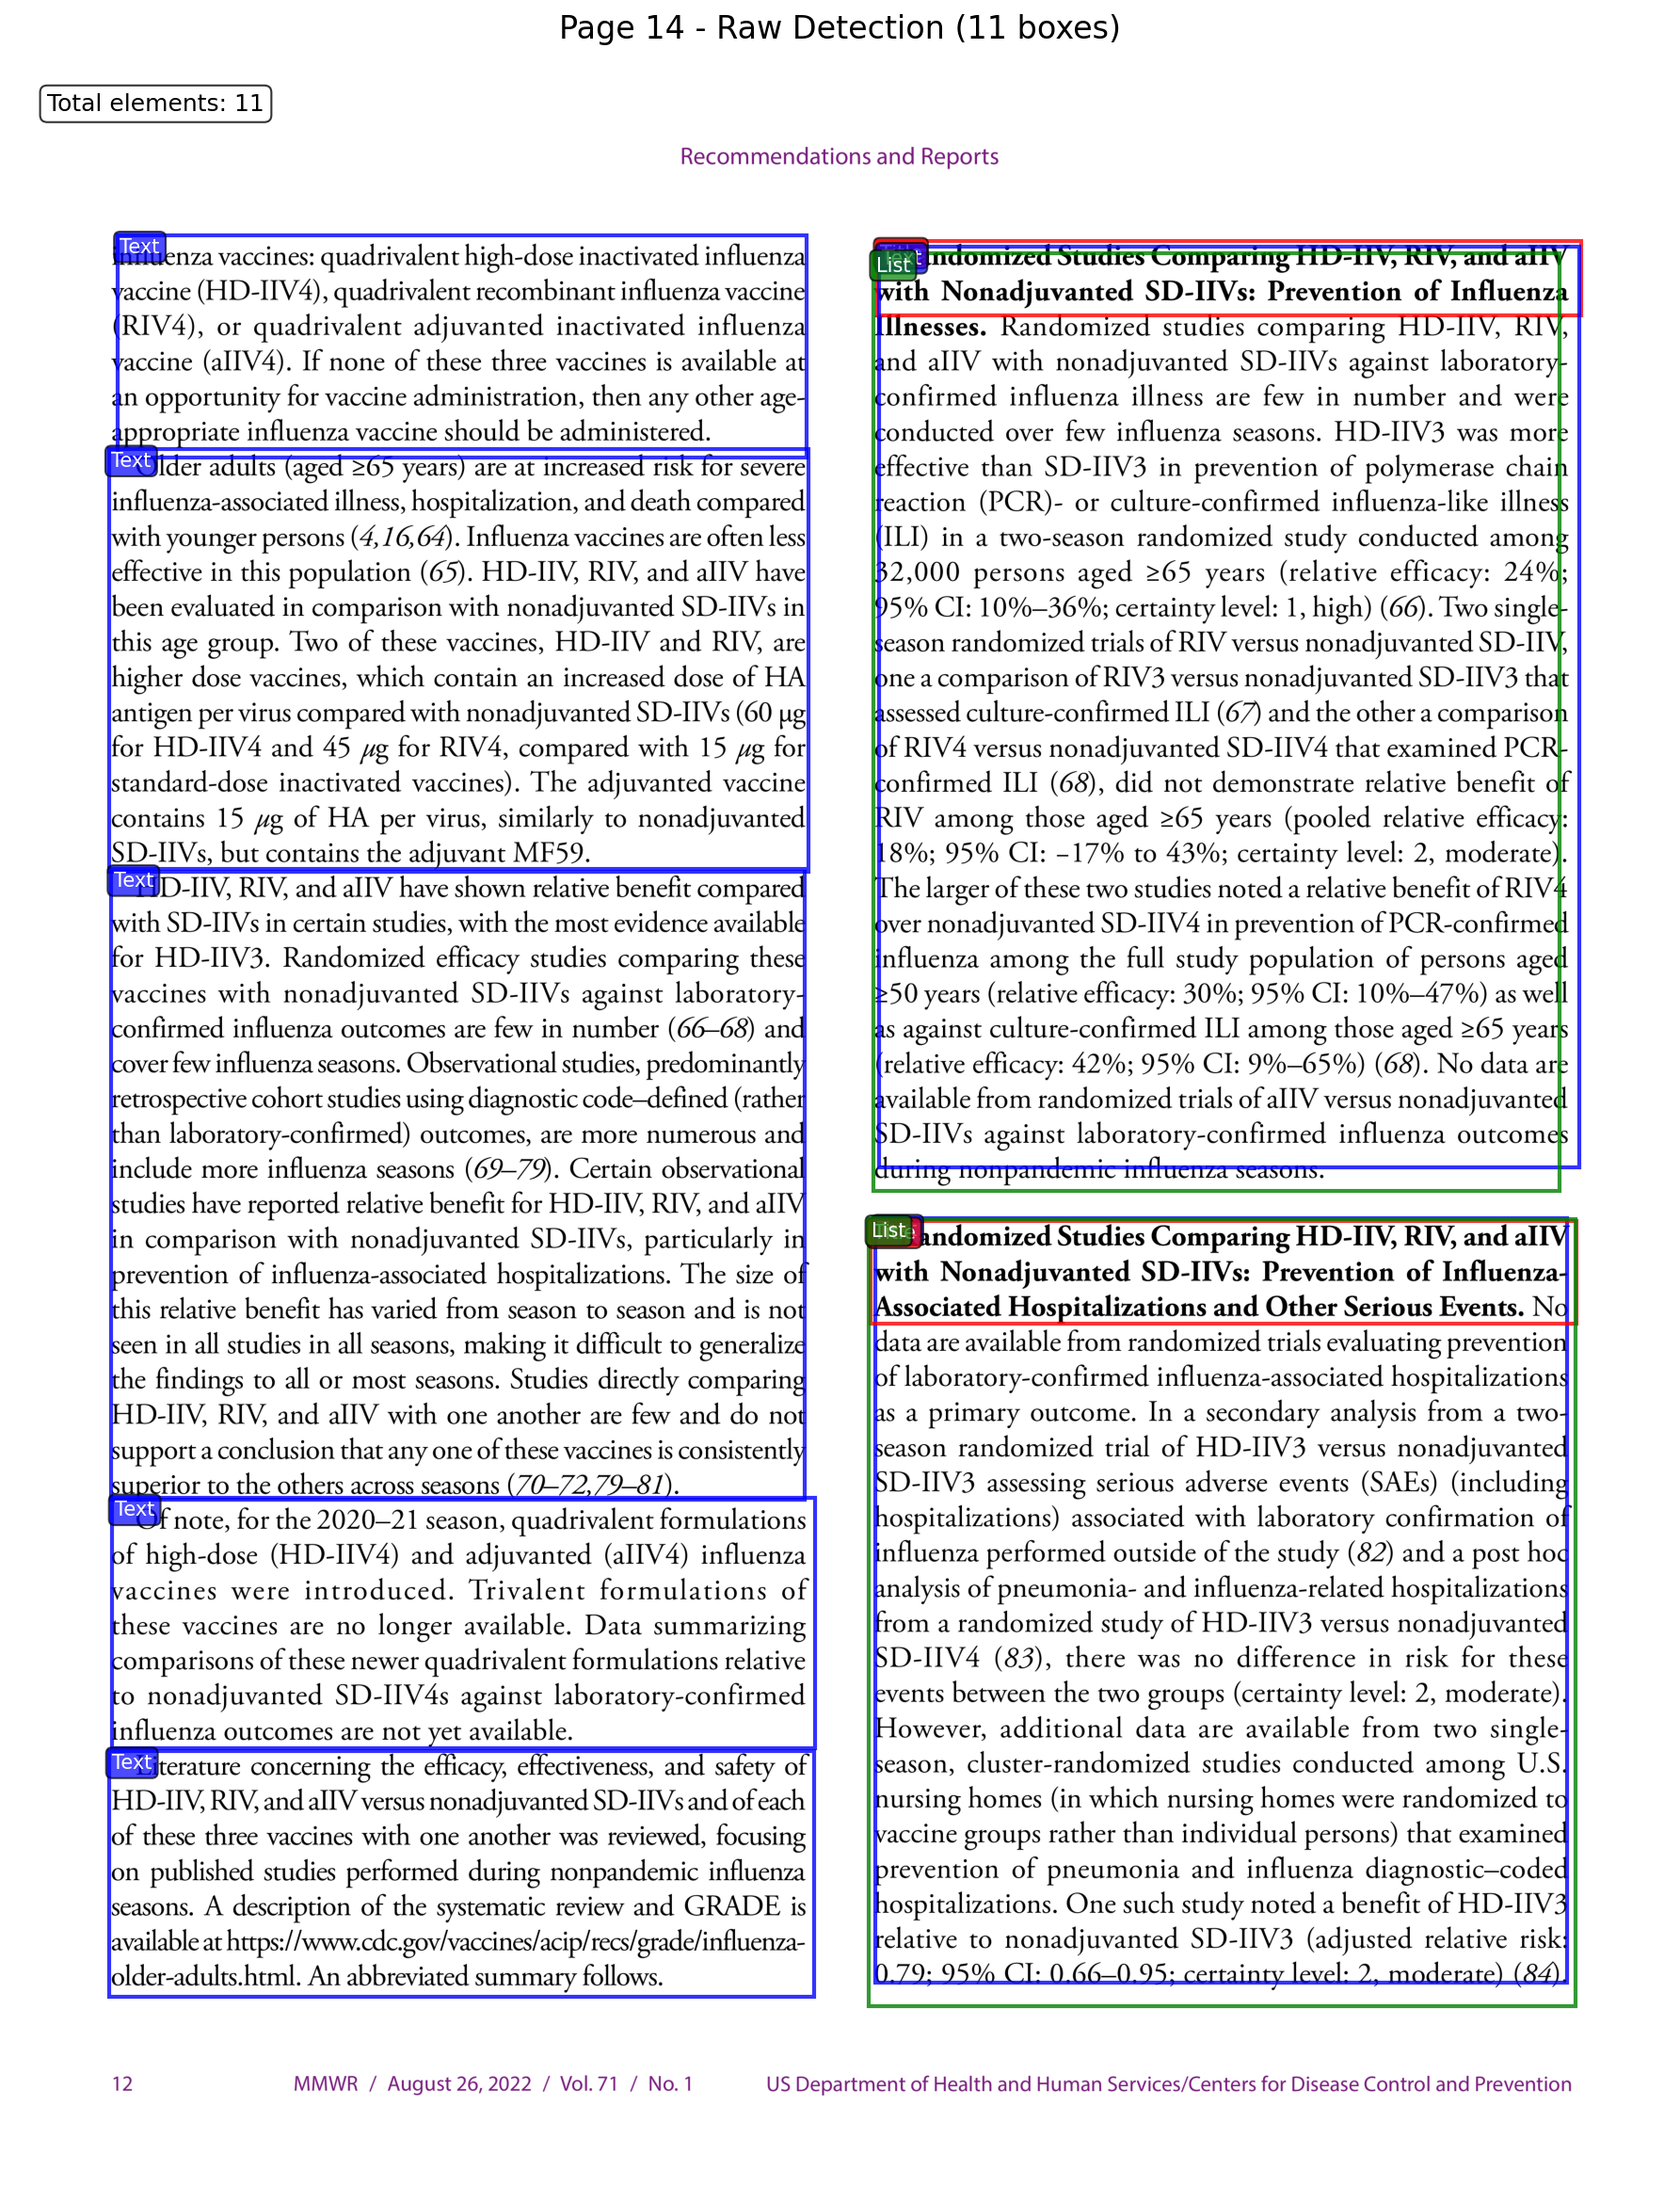 Page 14 - Raw Detection (11 boxes)
Total elements: 11
Recommendations and Reports
Text
influenza vaccines: quadrivalent high-dose inactivated influenza
vaccine (HD-IIV4), quadrivalent recombinant influenza vaccine
(RIV4), or quadrivalent adjuvanted inactivated influenza
vaccine (aIIV4). If none of these three vaccines is available at
an opportunity for vaccine administration, then any other age-
appropriate influenza vaccine should be administered.
Text
Older adults (aged ≥65 years) are at increased risk for severe
influenza-associated illness, hospitalization, and death compared
with younger persons (4,16,64). Influenza vaccines are often less
effective in this population (65). HD-IIV, RIV, and aIIV have
been evaluated in comparison with nonadjuvanted SD-IIVs in
this age group. Two of these vaccines, HD-IIV and RIV, are
higher dose vaccines, which contain an increased dose of HA
antigen per virus compared with nonadjuvanted SD-IIVs (60 μg
for HD-IIV4 and 45 μg for RIV4, compared with 15 μg for
standard-dose inactivated vaccines). The adjuvanted vaccine
contains 15 μg of HA per virus, similarly to nonadjuvanted
SD-IIVs, but contains the adjuvant MF59.
Text
HD-IIV, RIV, and aIIV have shown relative benefit compared
with SD-IIVs in certain studies, with the most evidence available
for HD-IIV3. Randomized efficacy studies comparing these
vaccines with nonadjuvanted SD-IIVs against laboratory-
confirmed influenza outcomes are few in number (66–68) and
cover few influenza seasons. Observational studies, predominantly
retrospective cohort studies using diagnostic code–defined (rather
than laboratory-confirmed) outcomes, are more numerous and
include more influenza seasons (69–79). Certain observational
studies have reported relative benefit for HD-IIV, RIV, and aIIV
in comparison with nonadjuvanted SD-IIVs, particularly in
prevention of influenza-associated hospitalizations. The size of
this relative benefit has varied from season to season and is not
seen in all studies in all seasons, making it difficult to generalize
the findings to all or most seasons. Studies directly comparing
HD-IIV, RIV, and aIIV with one another are few and do not
support a conclusion that any one of these vaccines is consistently
superior to the others across seasons (70–72,79–81).
Text
Of note, for the 2020–21 season, quadrivalent formulations
of high-dose (HD-IIV4) and adjuvanted (aIIV4) influenza
vaccines were introduced. Trivalent formulations of
these vaccines are no longer available. Data summarizing
comparisons of these newer quadrivalent formulations relative
to nonadjuvanted SD-IIV4s against laboratory-confirmed
influenza outcomes are not yet available.
Text
Literature concerning the efficacy, effectiveness, and safety of
HD-IIV, RIV, and aIIV versus nonadjuvanted SD-IIVs and of each
of these three vaccines with one another was reviewed, focusing
on published studies performed during nonpandemic influenza
seasons. A description of the systematic review and GRADE is
available at https://www.cdc.gov/vaccines/acip/recs/grade/influenza-
older-adults.html. An abbreviated summary follows.
List
Randomized Studies Comparing HD-IIV, RIV, and aIIV
with Nonadjuvanted SD-IIVs: Prevention of Influenza
Illnesses. Randomized studies comparing HD-IIV, RIV,
and aIIV with nonadjuvanted SD-IIVs against laboratory-
confirmed influenza illness are few in number and were
conducted over few influenza seasons. HD-IIV3 was more
effective than SD-IIV3 in prevention of polymerase chain
reaction (PCR)- or culture-confirmed influenza-like illness
(ILI) in a two-season randomized study conducted among
32,000 persons aged ≥65 years (relative efficacy: 24%;
95% CI: 10%–36%; certainty level: 1, high) (66). Two single-
season randomized trials of RIV versus nonadjuvanted SD-IIV,
one a comparison of RIV3 versus nonadjuvanted SD-IIV3 that
assessed culture-confirmed ILI (67) and the other a comparison
of RIV4 versus nonadjuvanted SD-IIV4 that examined PCR-
confirmed ILI (68), did not demonstrate relative benefit of
RIV among those aged ≥65 years (pooled relative efficacy:
18%; 95% CI: −17% to 43%; certainty level: 2, moderate).
The larger of these two studies noted a relative benefit of RIV4
over nonadjuvanted SD-IIV4 in prevention of PCR-confirmed
influenza among the full study population of persons aged
≥50 years (relative efficacy: 30%; 95% CI: 10%–47%) as well
as against culture-confirmed ILI among those aged ≥65 years
(relative efficacy: 42%; 95% CI: 9%–65%) (68). No data are
available from randomized trials of aIIV versus nonadjuvanted
SD-IIVs against laboratory-confirmed influenza outcomes
during nonpandemic influenza seasons.
List
Randomized Studies Comparing HD-IIV, RIV, and aIIV
with Nonadjuvanted SD-IIVs: Prevention of Influenza-
Associated Hospitalizations and Other Serious Events. No
data are available from randomized trials evaluating prevention
of laboratory-confirmed influenza-associated hospitalizations
as a primary outcome. In a secondary analysis from a two-
season randomized trial of HD-IIV3 versus nonadjuvanted
SD-IIV3 assessing serious adverse events (SAEs) (including
hospitalizations) associated with laboratory confirmation of
influenza performed outside of the study (82) and a post hoc
analysis of pneumonia- and influenza-related hospitalizations
from a randomized study of HD-IIV3 versus nonadjuvanted
SD-IIV4 (83), there was no difference in risk for these
events between the two groups (certainty level: 2, moderate).
However, additional data are available from two single-
season, cluster-randomized studies conducted among U.S.
nursing homes (in which nursing homes were randomized to
vaccine groups rather than individual persons) that examined
prevention of pneumonia and influenza diagnostic–coded
hospitalizations. One such study noted a benefit of HD-IIV3
relative to nonadjuvanted SD-IIV3 (adjusted relative risk:
0.79; 95% CI: 0.66–0.95; certainty level: 2, moderate) (84).
12 MMWR / August 26, 2022 / Vol. 71 / No. 1 US Department of Health and Human Services/Centers for Disease Control and Prevention